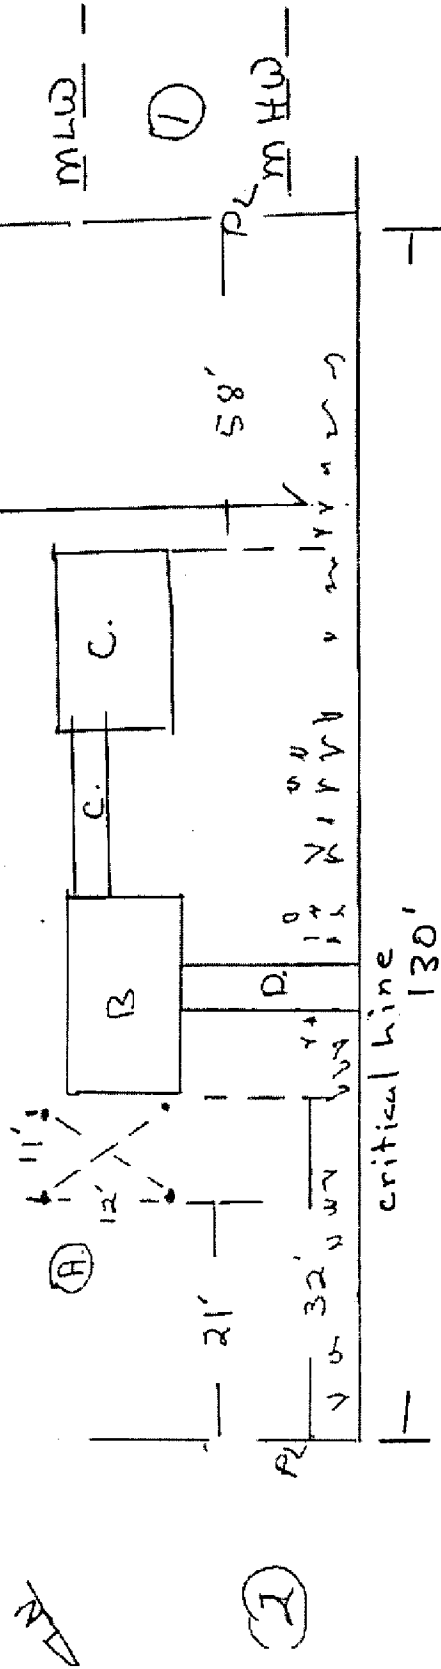 N
mLW
11'
A
12'
B
C.
C.
1
21'
58'
PL
mHW
2
PL
32'
D.
critical Line
130'